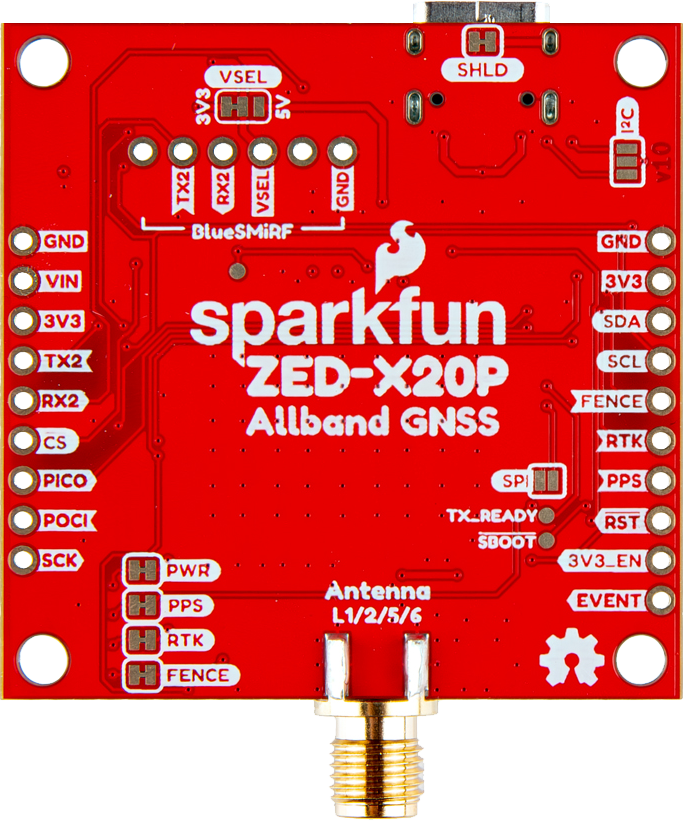 SHLD
VSEL
3V3
5V
I²C
v10
TX2
RX2
VSEL
GND
BlueSMiRF
sparkfun
ZED-X20P
Allband GNSS
GND
VIN
3V3
TX2
RX2
CS
PICO
POCI
SCK
GND
3V3
SDA
SCL
FENCE
RTK
PPS
RST
3V3_EN
EVENT
SPI
TX_READY
SBOOT
PWR
PPS
RTK
FENCE
Antenna
L1/2/5/6